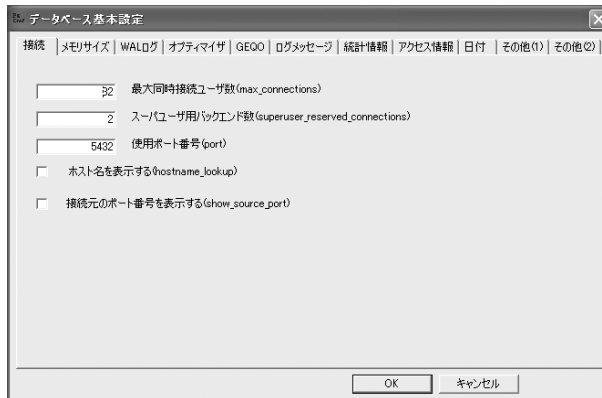 データベース基本設定
接続 メモリサイズ WALログ オプティマイザ GEQO ログメッセージ 統計情報 アクセス情報 日付 その他(1) その他(2)
32 最大同時接続ユーザ数(max_connections)
2 スーパユーザ用バックエンド数(superuser_reserved_connections)
5432 使用ポート番号(port)
ホスト名を表示する(hostname_lookup)
接続元のポート番号を表示する(show_source_port)
OK キャンセル